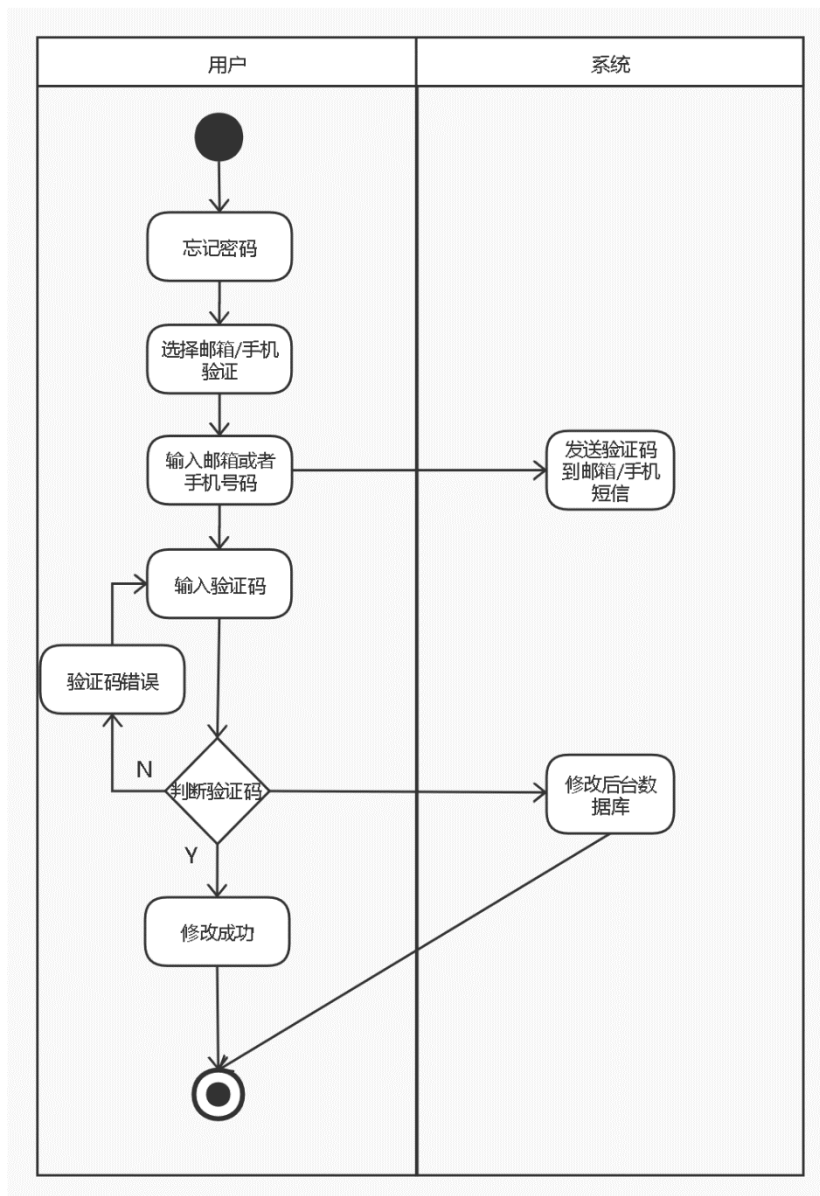 用户
系统
忘记密码
选择邮箱/手机
验证
输入邮箱或者
手机号码
发送验证码
到邮箱/手机
短信
输入验证码
验证码错误
N
判断验证码
修改后台数
据库
Y
修改成功